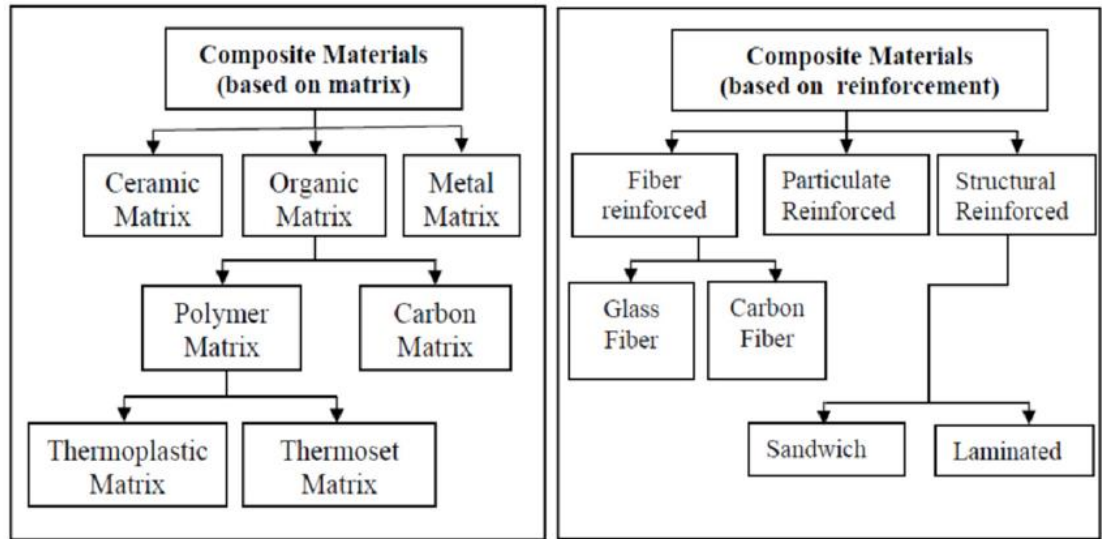 Composite Materials
(based on matrix)
Ceramic
Matrix
Organic
Matrix
Metal
Matrix
Polymer
Matrix
Carbon
Matrix
Thermoplastic
Matrix
Thermoset
Matrix
Composite Materials
(based on reinforcement)
Fiber
reinforced
Particulate
Reinforced
Structural
Reinforced
Glass
Fiber
Carbon
Fiber
Sandwich
Laminated